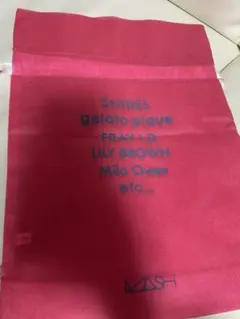 SNIDEL
gelato pique
FRAY I.D
LILY BROWN
Mila Owen
etc...
MASH